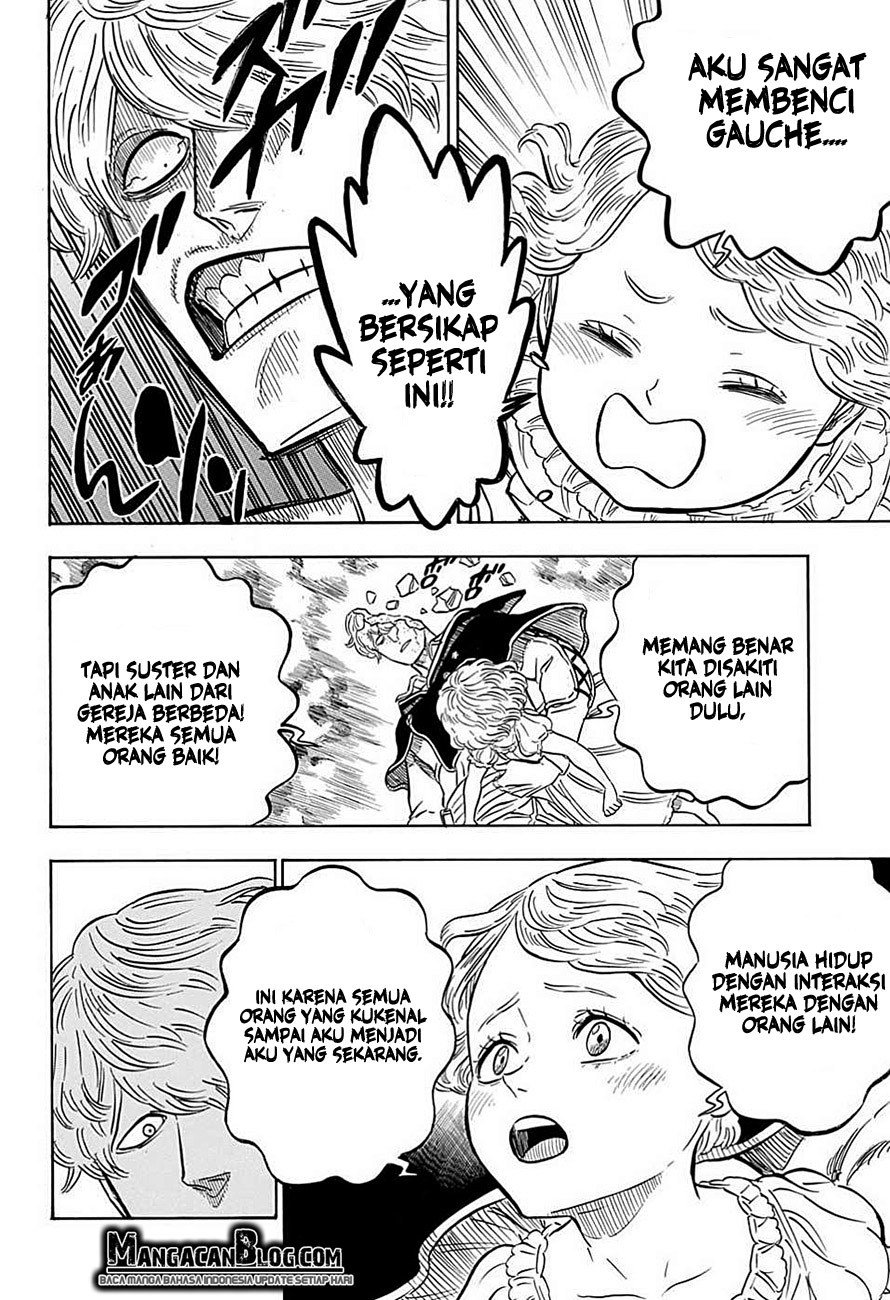 AKU SANGAT
MEMBENCI
GAUCHE....
...YANG
BERSIKAP
SEPERTI
INI!!
MEMANG BENAR
KITA DISAKITI
ORANG LAIN
DULU,
TAPI SUSTER DAN
ANAK LAIN DARI
GEREJA BERBEDA!
MEREKA SEMUA
ORANG BAIK!
MANUSIA HIDUP
DENGAN INTERAKSI
MEREKA DENGAN
ORANG LAIN!
INI KARENA SEMUA
ORANG YANG KUKENAL
SAMPAI AKU MENJADI
AKU YANG SEKARANG.
MANGACANBLOG.COM
BACA MANGA BAHASA INDONESIA UPDATE SETIAP HARI